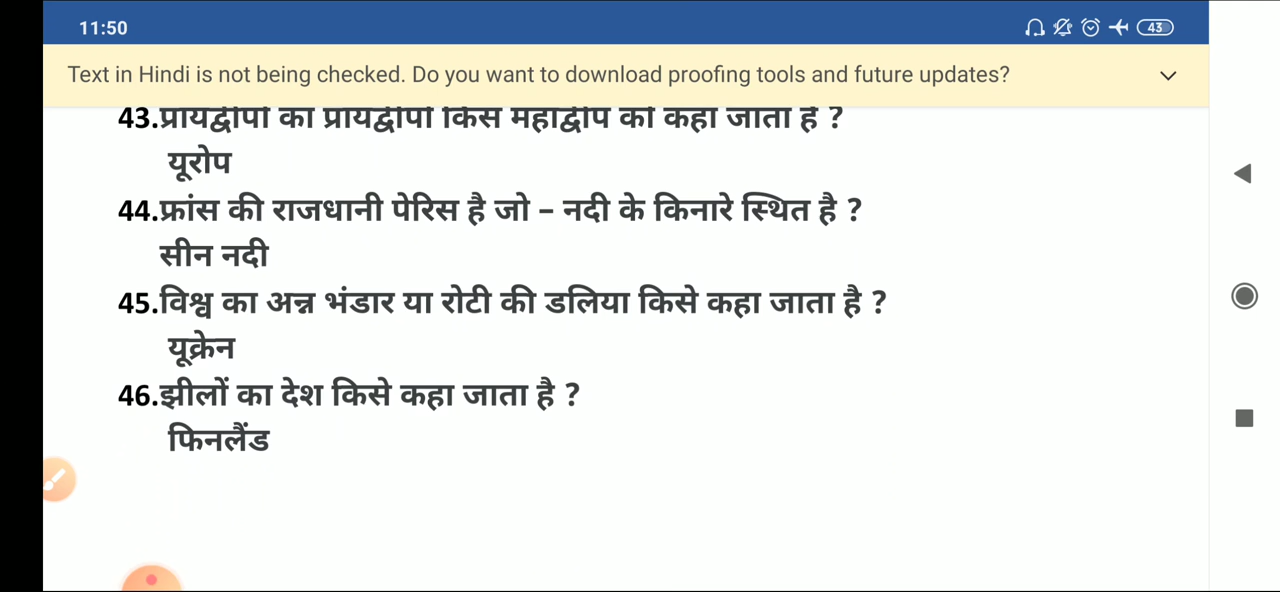 11:50
43
Text in Hindi is not being checked. Do you want to download proofing tools and future updates?
43.प्रायद्वीपों का प्रायद्वीपों किस महाद्वीप को कहा जाता है ?
यूरोप
44.फ्रांस की राजधानी पेरिस है जो – नदी के किनारे स्थित है ?
सीन नदी
45.विश्व का अन्न भंडार या रोटी की डलिया किसे कहा जाता है ?
यूक्रेन
46.झीलों का देश किसे कहा जाता है ?
फिनलैंड